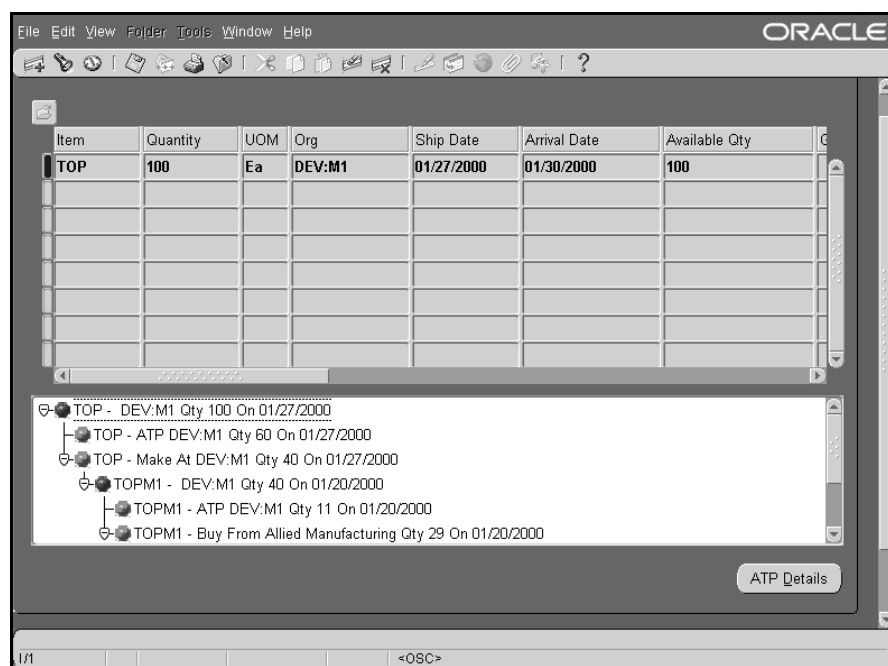 File Edit View Folder Tools Window Help ORACLE
?
Item Quantity UOM Org Ship Date Arrival Date Available Qty
TOP 100 Ea DEV:M1 01/27/2000 01/30/2000 100
TOP - DEV:M1 Qty 100 On 01/27/2000
TOP - ATP DEV:M1 Qty 60 On 01/27/2000
TOP - Make At DEV:M1 Qty 40 On 01/27/2000
TOPM1 - DEV:M1 Qty 40 On 01/20/2000
TOPM1 - ATP DEV:M1 Qty 11 On 01/20/2000
TOPM1 - Buy From Allied Manufacturing Qty 29 On 01/20/2000
ATP Details
1/1 <OSC>